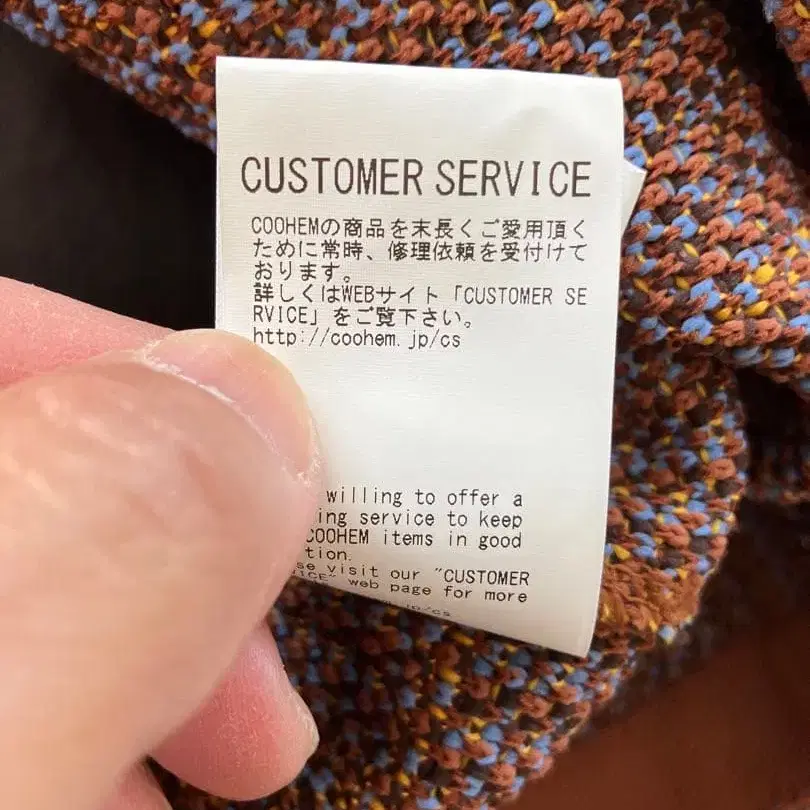 CUSTOMER SERVICE
COOHEMの商品を末長くご愛用頂く
ために常時、修理依頼を受付けて
おります。
詳しくはWEBサイト「CUSTOMER SE
RVICE」をご覧下さい。
http://coohem.jp/cs
willing to offer a
service to keep
COOHEM items in good
visit our "CUSTOMER
web page for more